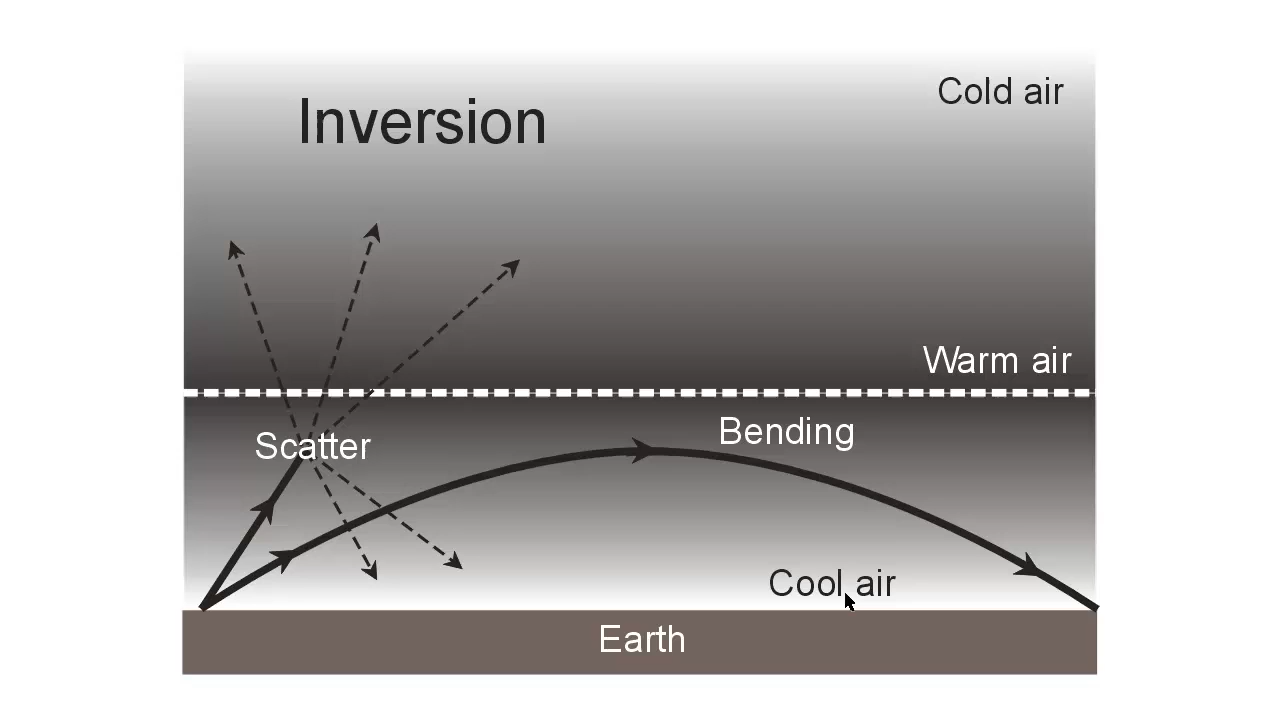 Cold air
Inversion
Warm air
Bending
Scatter
Cool air
Earth